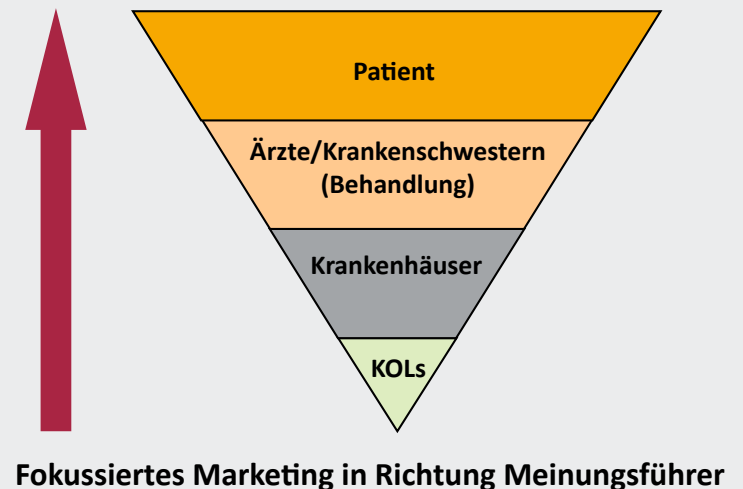 Patient
Ärzte/Krankenschwestern
(Behandlung)
Krankenhäuser
KOLs
Fokussiertes Marketing in Richtung Meinungsführer